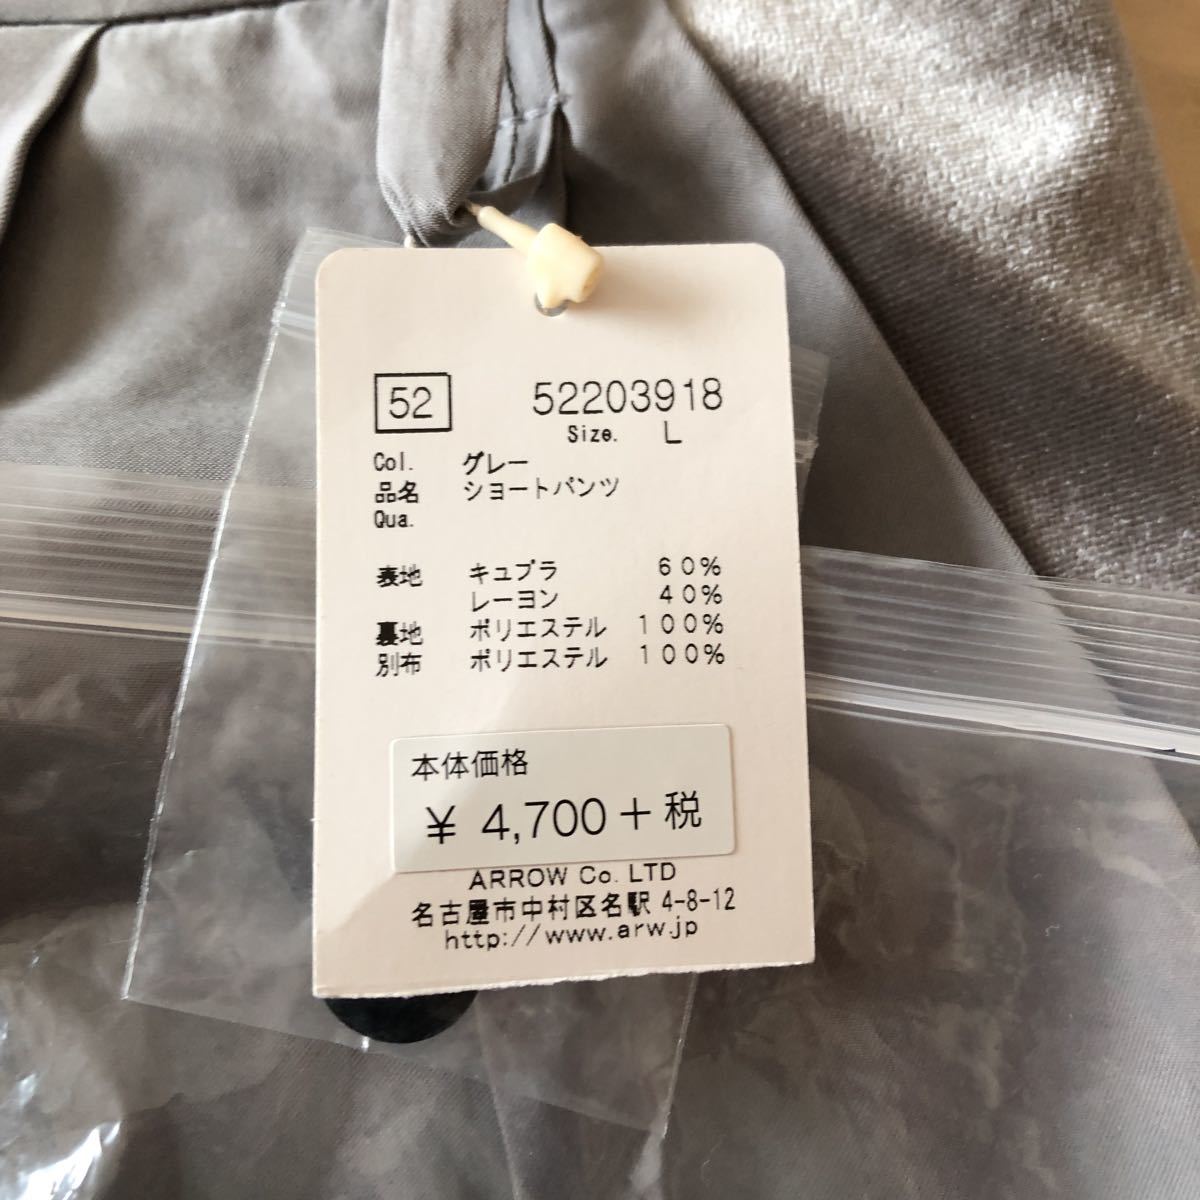 52 52203918
Size. L
Col. グレー
品名 ショートパンツ
Qua.
表地 キュプラ 60%
レーヨン 40%
裏地 ポリエステル 100%
別布 ポリエステル 100%
本体価格
¥ 4,700+税
ARROW Co. LTD
名古屋市中村区名駅 4-8-12
http://www.arw.jp